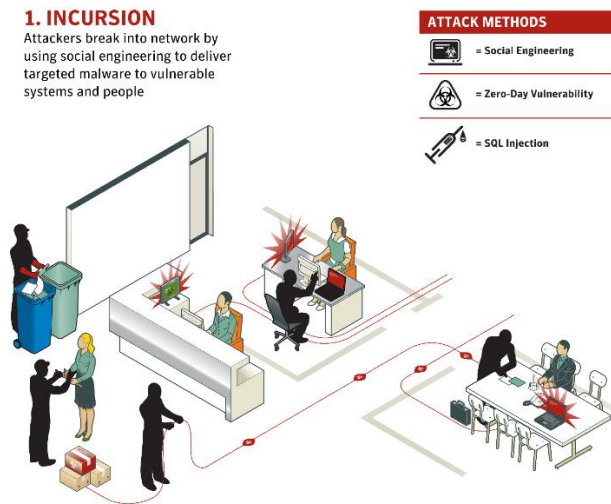 1. INCURSION
Attackers break into network by
using social engineering to deliver
targeted malware to vulnerable
systems and people
ATTACK METHODS
= Social Engineering
= Zero-Day Vulnerability
= SQL Injection